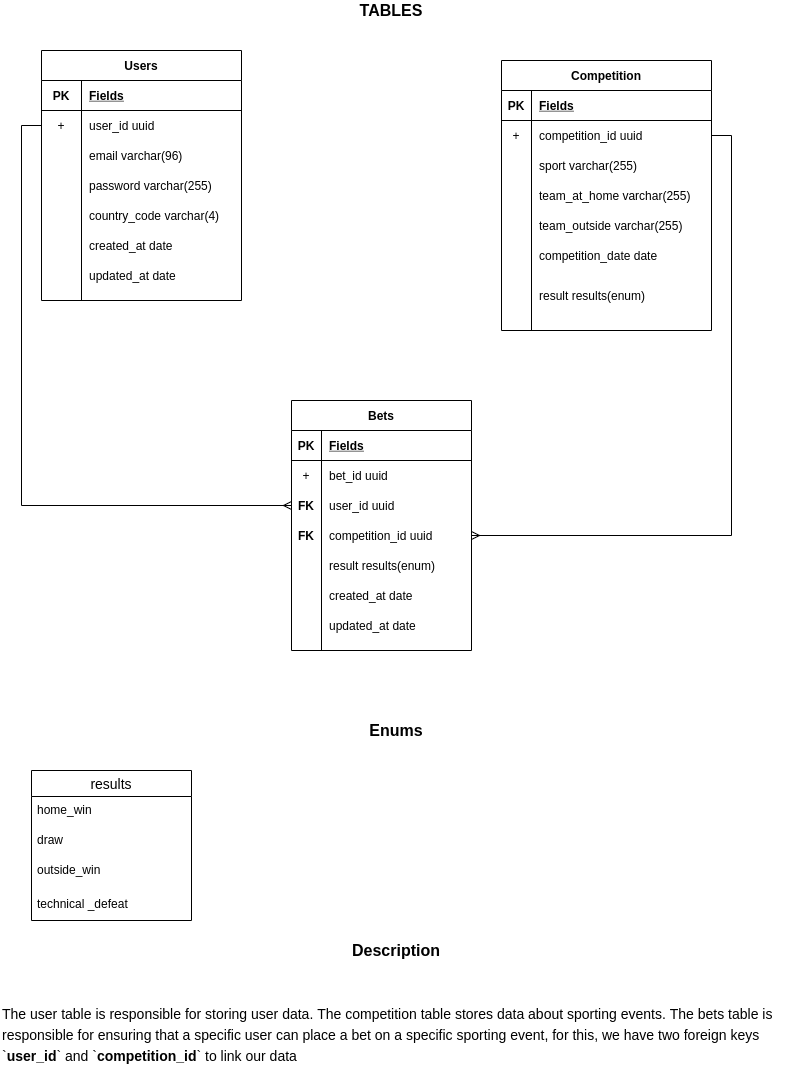 TABLES
Users
PK Fields
+ user_id uuid
email varchar(96)
password varchar(255)
country_code varchar(4)
created_at date
updated_at date
Competition
PK Fields
+ competition_id uuid
sport varchar(255)
team_at_home varchar(255)
team_outside varchar(255)
competition_date date
result results(enum)
Bets
PK Fields
+ bet_id uuid
FK user_id uuid
FK competition_id uuid
result results(enum)
created_at date
updated_at date
Enums
results
home_win
draw
outside_win
technical _defeat
Description
The user table is responsible for storing user data. The competition table stores data about sporting events. The bets table is
responsible for ensuring that a specific user can place a bet on a specific sporting event, for this, we have two foreign keys
`user_id` and `competition_id` to link our data